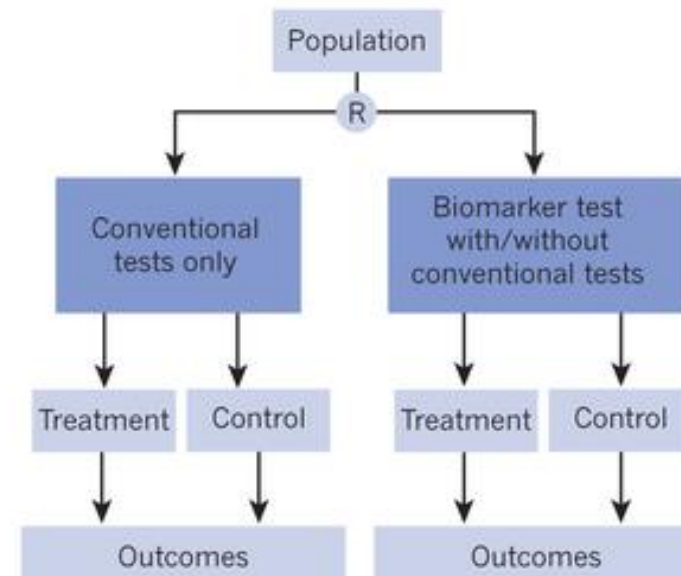 Population
R
Conventional
tests only
Biomarker test
with/without
conventional tests
Treatment
Control
Treatment
Control
Outcomes
Outcomes